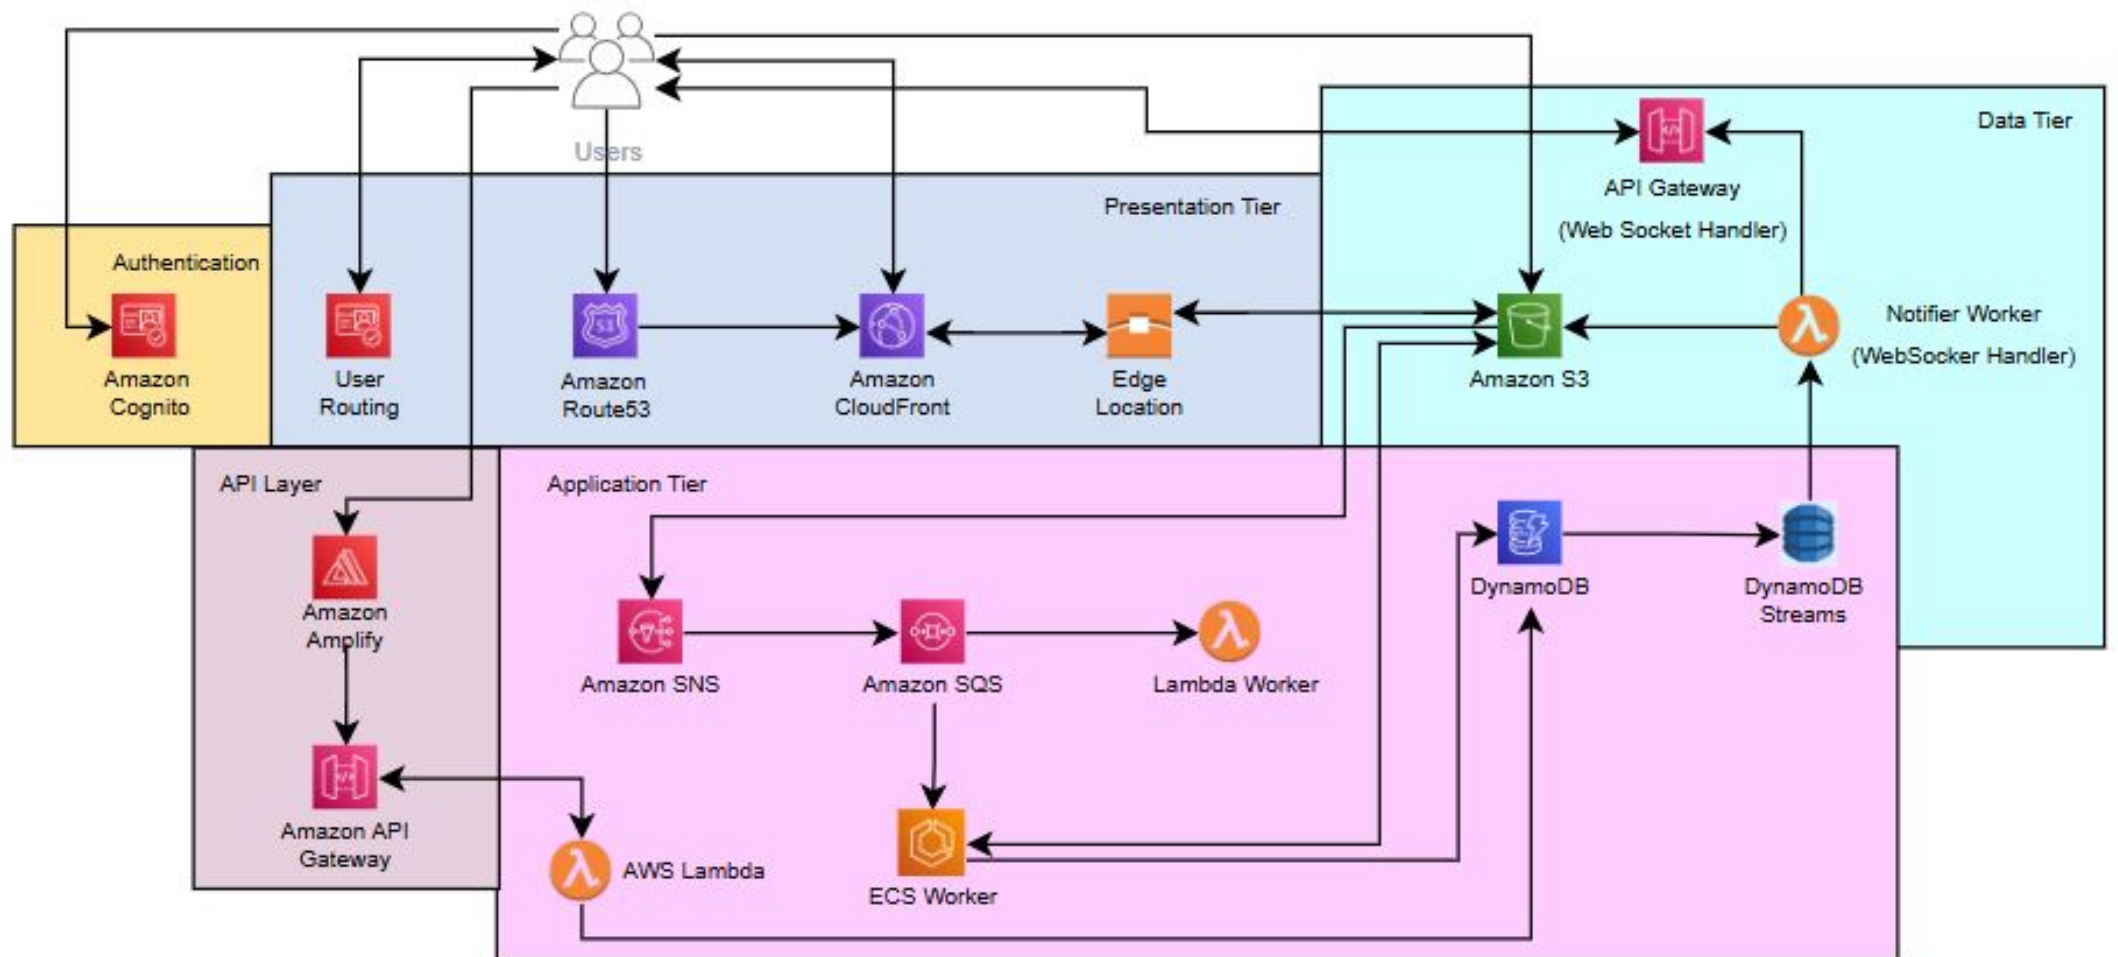 Users
Data Tier
API Gateway
(Web Socket Handler)
Presentation Tier
Authentication
Notifier Worker
(WebSocker Handler)
Amazon
Cognito
User
Routing
53
Amazon
Route53
Amazon
CloudFront
Edge
Location
Amazon S3
API Layer
Application Tier
Amazon
Amplify
DynamoDB
DynamoDB
Streams
Amazon SNS
Amazon SQS
Lambda Worker
Amazon API
Gateway
AWS Lambda
ECS Worker